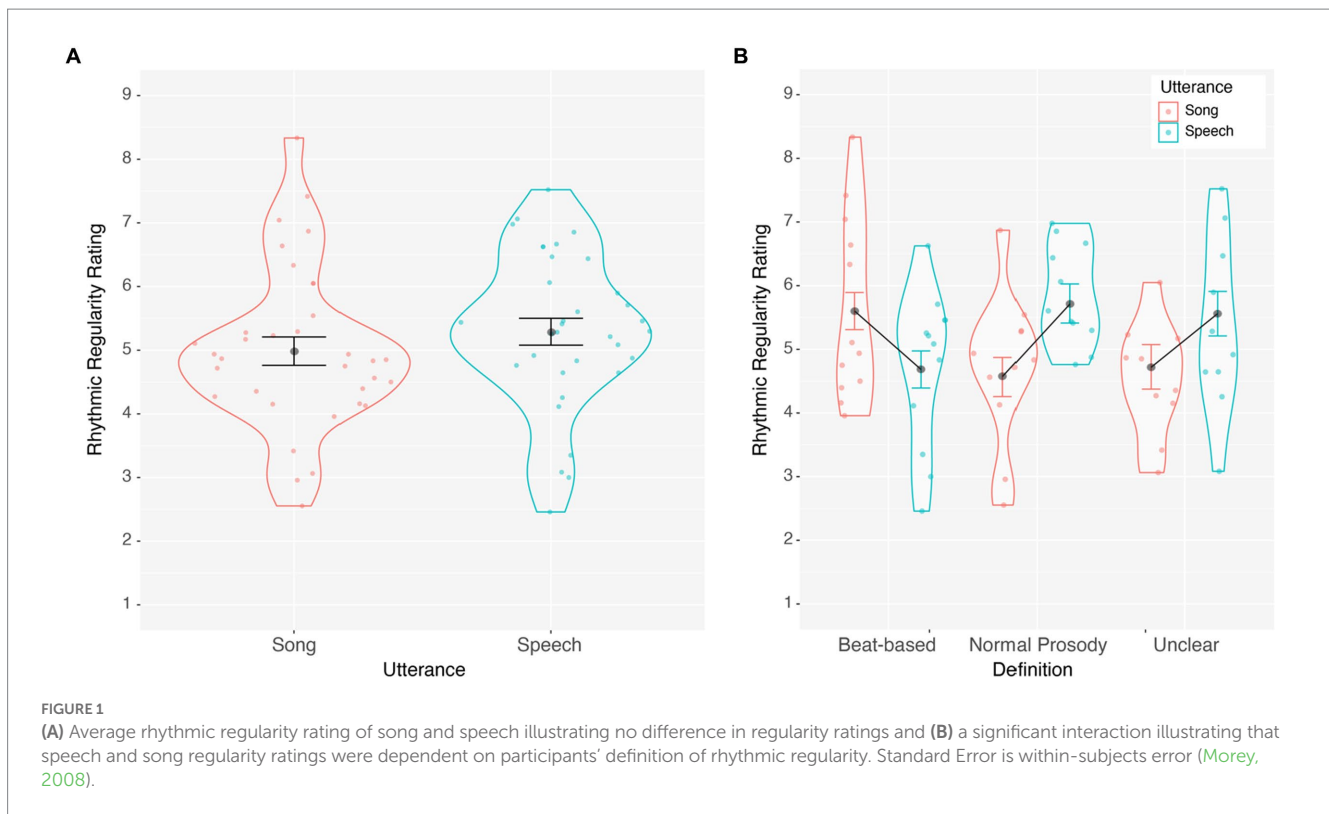 A
Rhythmic Regularity Rating
9
8
7
6
5
4
3
2
1
Song
Speech
Utterance
B
Rhythmic Regularity Rating
9
8
7
6
5
4
3
2
1
Utterance
Song
Speech
Beat-based
Normal Prosody
Unclear
Definition
FIGURE 1
(A) Average rhythmic regularity rating of song and speech illustrating no difference in regularity ratings and (B) a significant interaction illustrating that
speech and song regularity ratings were dependent on participants’ definition of rhythmic regularity. Standard Error is within-subjects error (Morey,
2008).